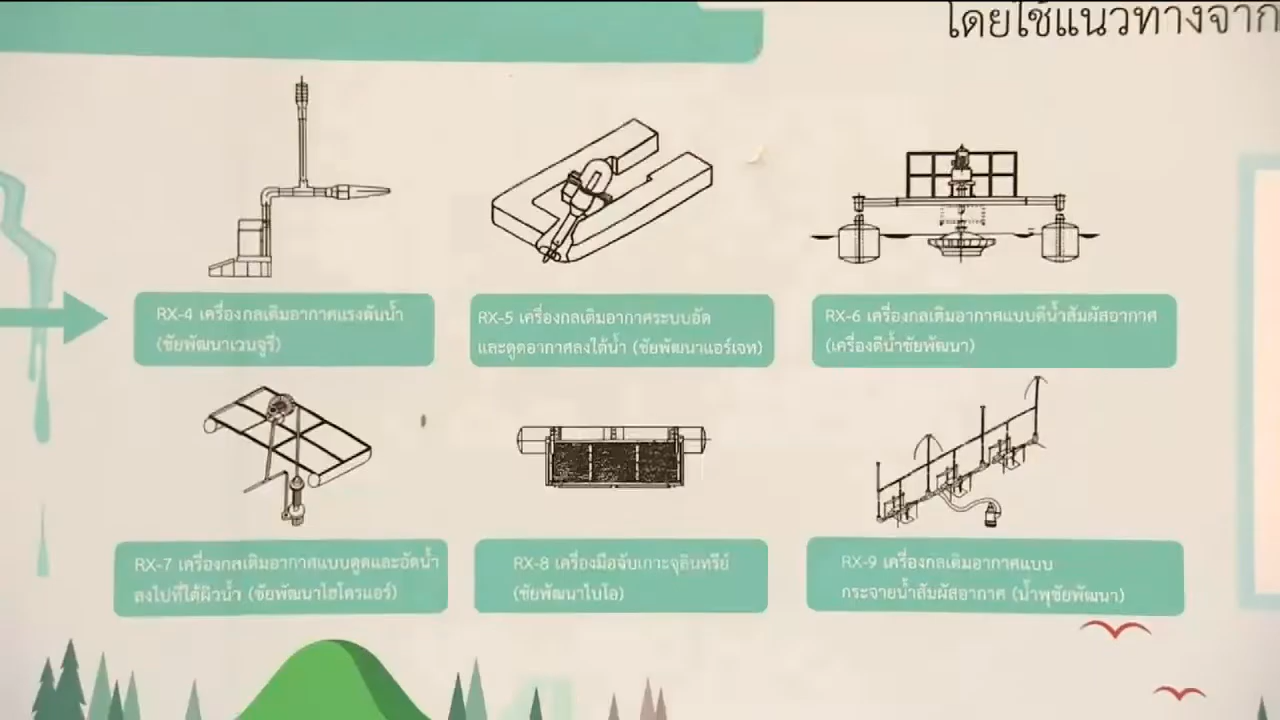 โดยใช้แนวทางจาก
RX-4 เครื่องกลเติมอากาศแรงดันน้ำ
(ชัยพัฒนาเวนจูรี่)
RX-5 เครื่องกลเติมอากาศระบบอัด
และดูดอากาศลงใต้น้ำ (ชัยพัฒนาแอร์เจท)
RX-6 เครื่องกลเติมอากาศแบบตีน้ำสัมผัสอากาศ
(เครื่องตีน้ำชัยพัฒนา)
RX-7 เครื่องกลเติมอากาศแบบดูดและอัดน้ำ
ลงไปที่ใต้ผิวน้ำ (ชัยพัฒนาไฮโดรแอร์)
RX-8 เครื่องมือจับเกาะจุลินทรีย์
(ชัยพัฒนาไบโอ)
RX-9 เครื่องกลเติมอากาศแบบ
กระจายน้ำสัมผัสอากาศ (น้ำพุชัยพัฒนา)